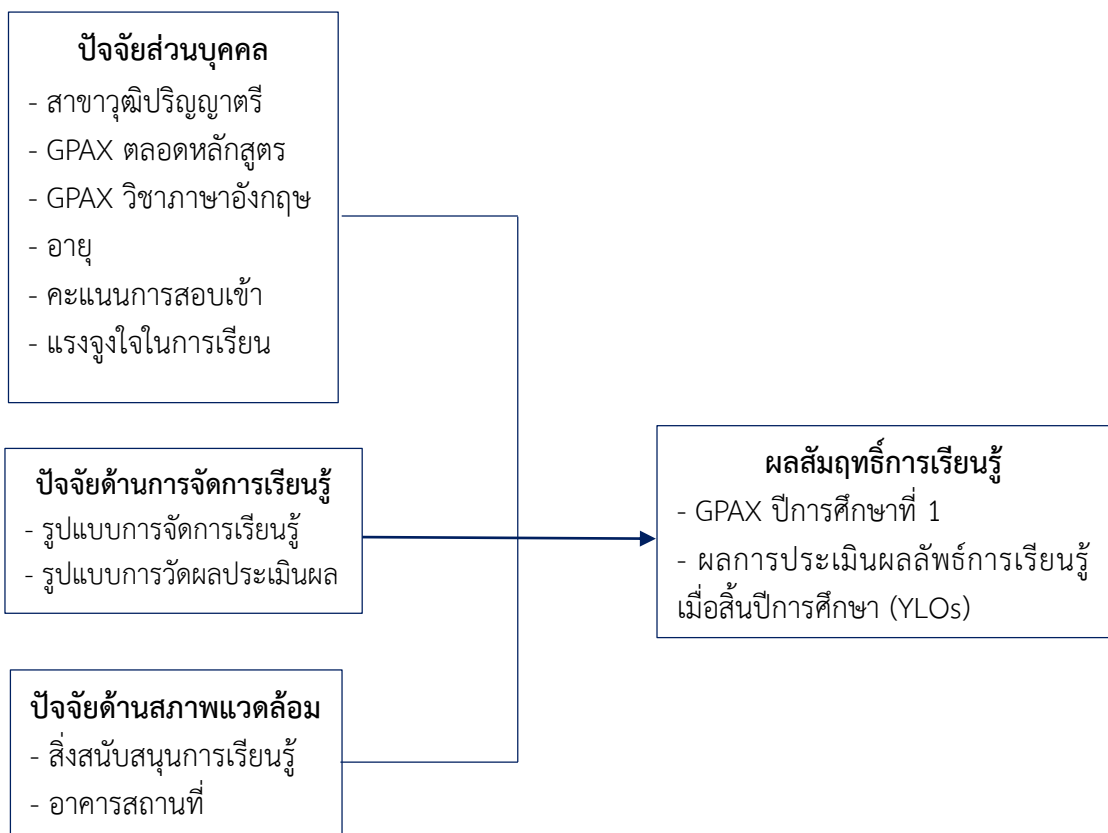 ปัจจัยส่วนบุคคล
- สาขาวุฒิปริญญาตรี
- GPAX ตลอดหลักสูตร
- GPAX วิชาภาษาอังกฤษ
- อายุ
- คะแนนการสอบเข้า
- แรงจูงใจในการเรียน
ปัจจัยด้านการจัดการเรียนรู้
- รูปแบบการจัดการเรียนรู้
- รูปแบบการวัดผลประเมินผล
ปัจจัยด้านสภาพแวดล้อม
- สิ่งสนับสนุนการเรียนรู้
- อาคารสถานที่
ผลสัมฤทธิ์การเรียนรู้
- GPAX ปีการศึกษาที่ 1
- ผลการประเมินผลลัพธ์การเรียนรู้
เมื่อสิ้นปีการศึกษา (YLOs)